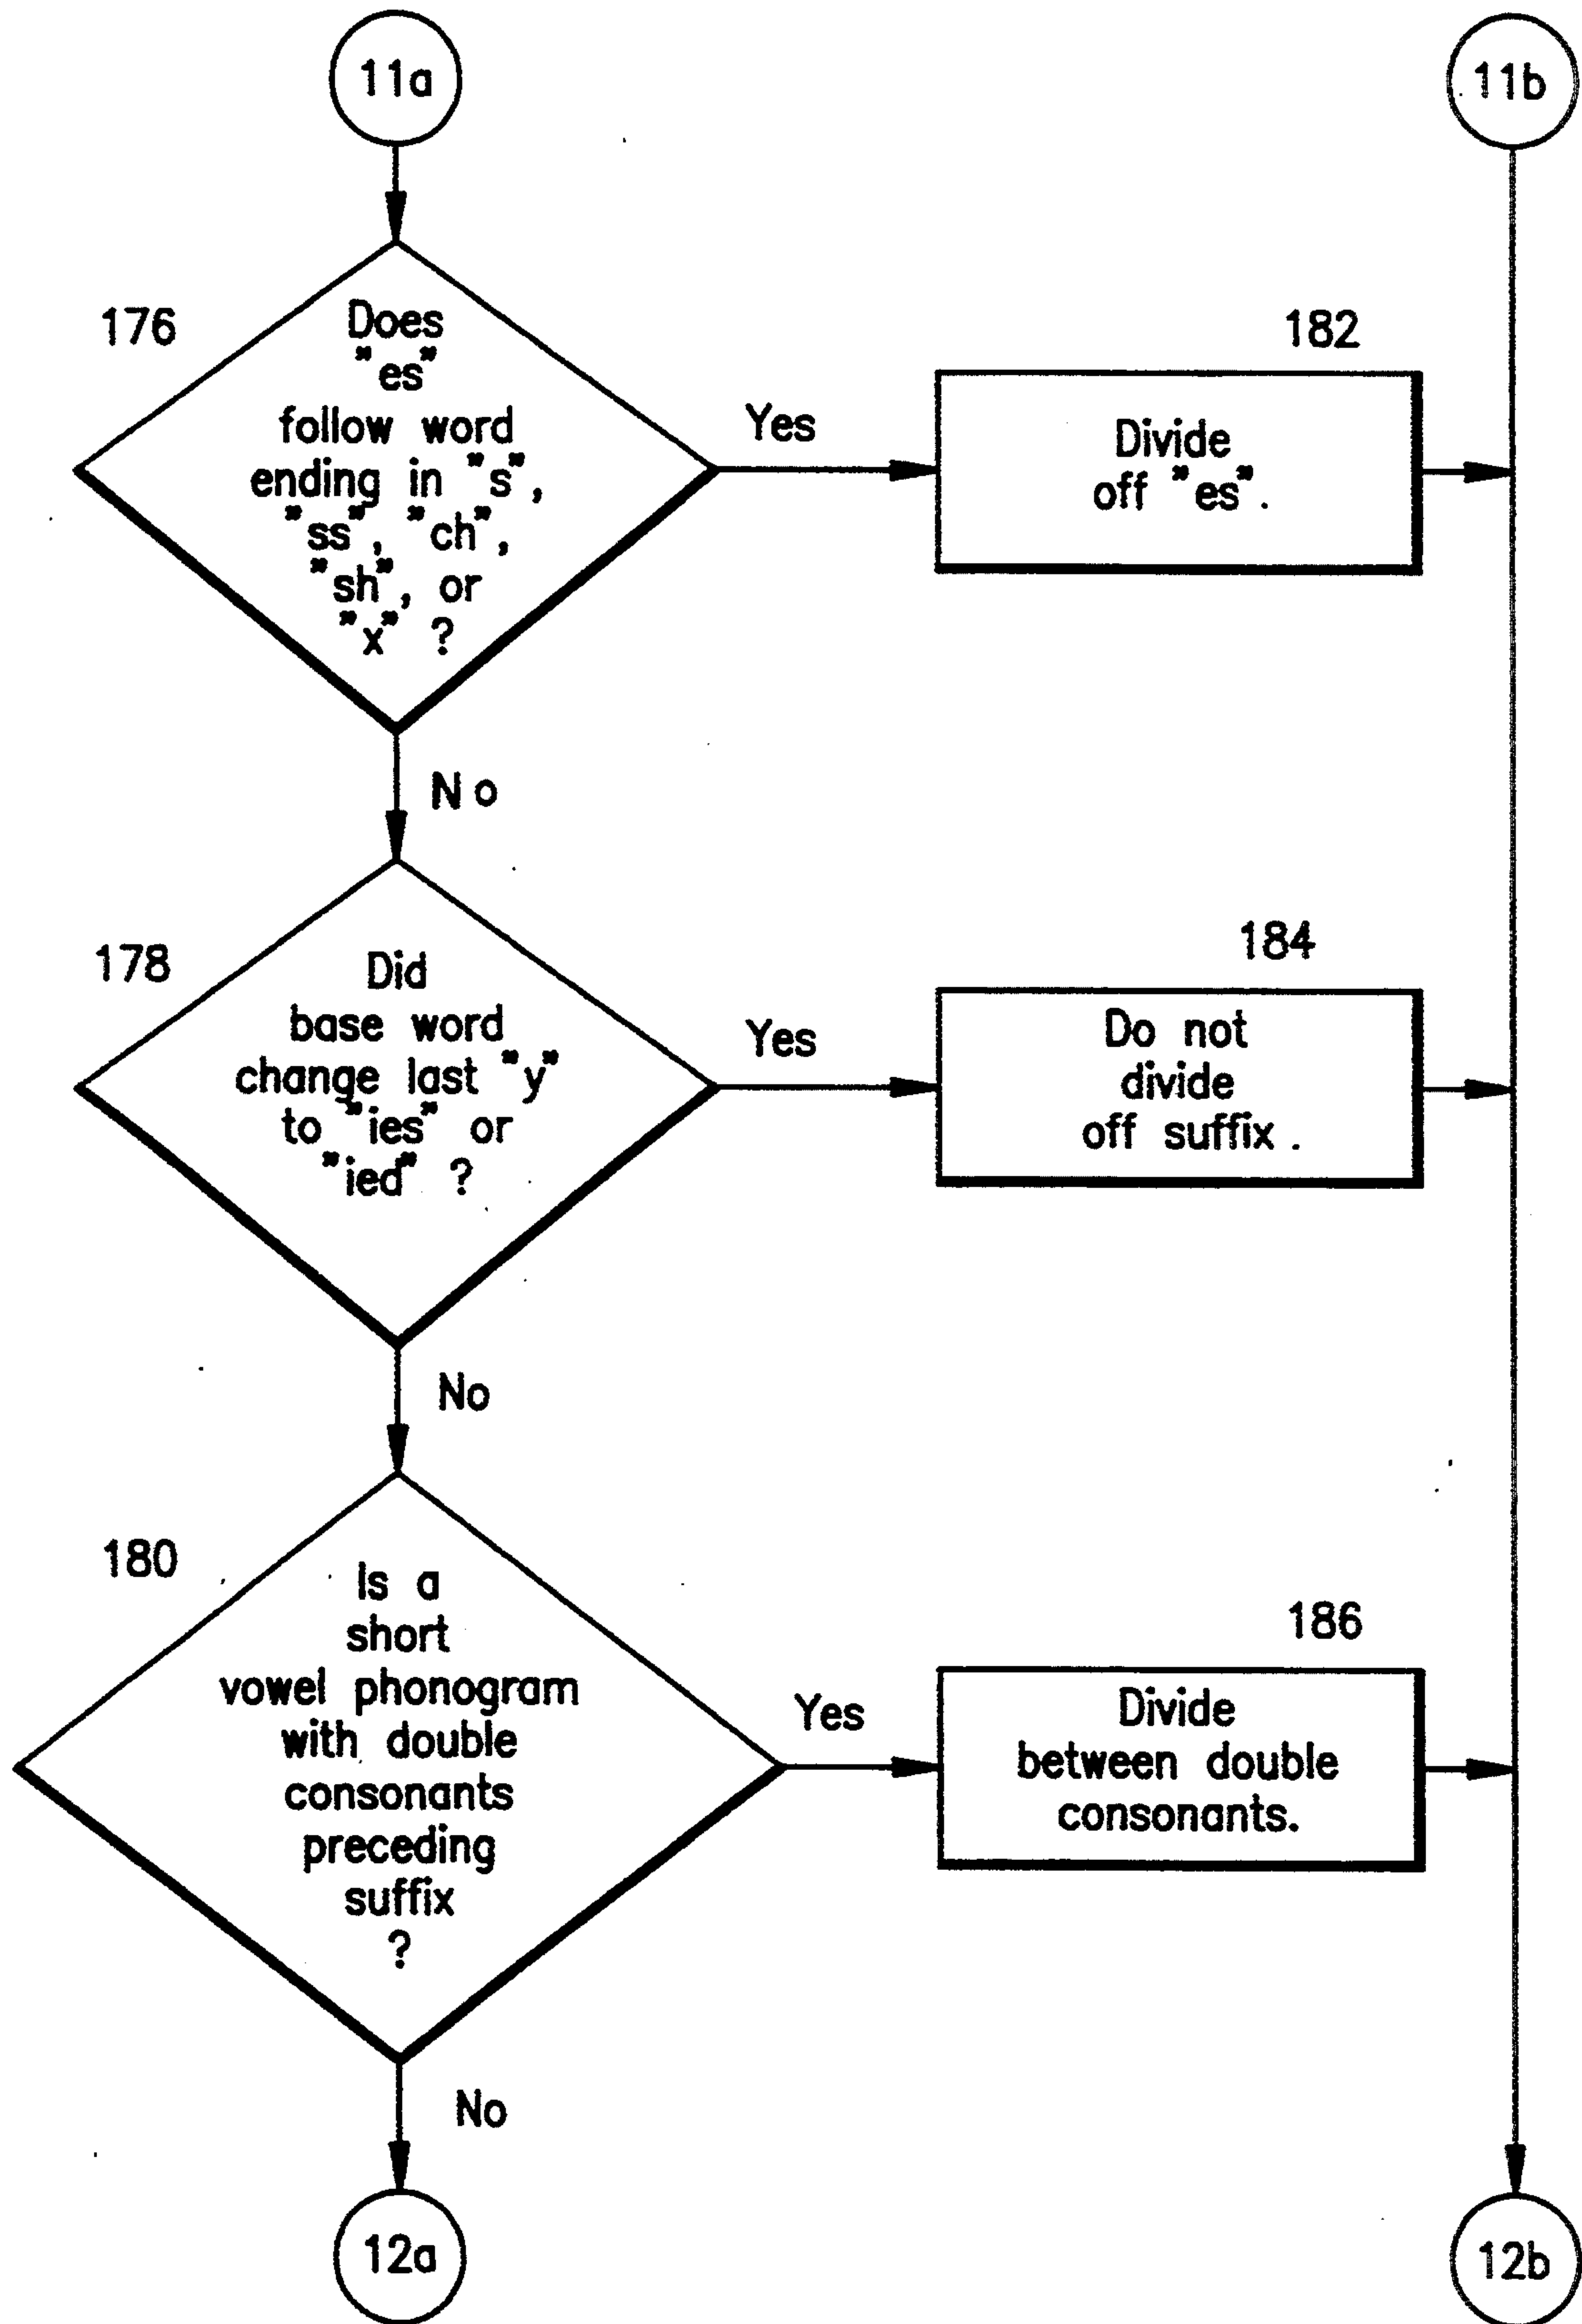 11a
11b
176
Does
"es"
follow word
ending in "s",
"ss", "ch",
"sh", or
"x" ?
Yes
182
Divide
off "es".
No
178
Did
base word
change last "y"
to "ies" or
"ied" ?
Yes
184
Do not
divide
off suffix.
No
180
Is a
short
vowel phonogram
with double
consonants
preceding
suffix
?
Yes
186
Divide
between double
consonants.
No
12a
12b